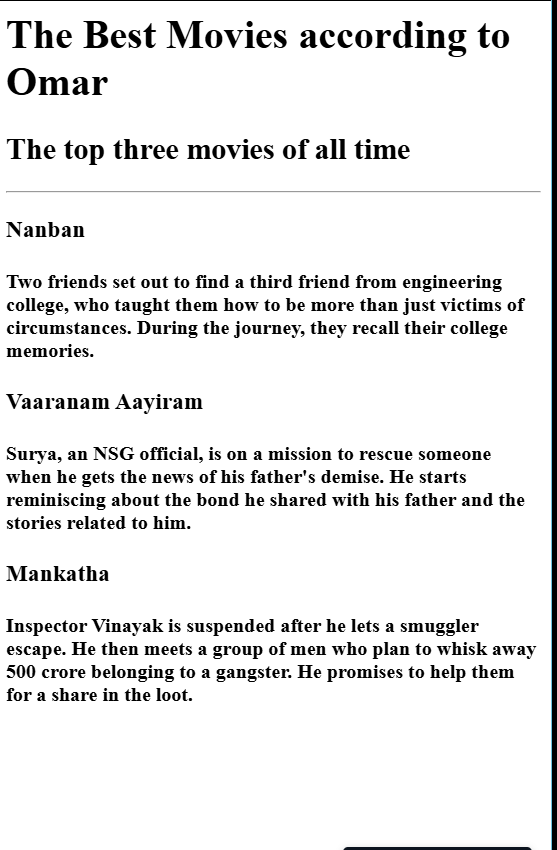 The Best Movies according to
Omar
The top three movies of all time
Nanban
Two friends set out to find a third friend from engineering
college, who taught them how to be more than just victims of
circumstances. During the journey, they recall their college
memories.
Vaaranam Aayiram
Surya, an NSG official, is on a mission to rescue someone
when he gets the news of his father's demise. He starts
reminiscing about the bond he shared with his father and the
stories related to him.
Mankatha
Inspector Vinayak is suspended after he lets a smuggler
escape. He then meets a group of men who plan to whisk away
500 crore belonging to a gangster. He promises to help them
for a share in the loot.